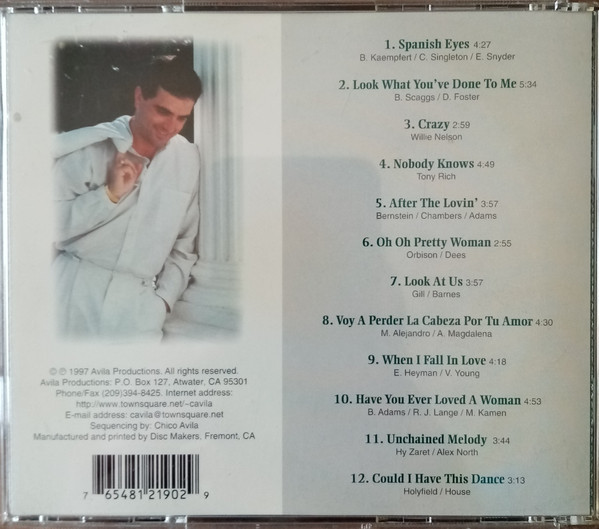 1. Spanish Eyes 4:27
B. Kaempfert / C. Singleton / E. Snyder
2. Look What You've Done To Me 5:34
B. Scaggs / D. Foster
3. Crazy 2:59
Willie Nelson
4. Nobody Knows 4:49
Tony Rich
5. After The Lovin' 3:57
Bernstein / Chambers / Adams
6. Oh Oh Pretty Woman 2:55
Orbison / Dees
7. Look At Us 3:57
Gill / Barnes
8. Voy A Perder La Cabeza Por Tu Amor 4:30
M. Alejandro / A. Magdalena
9. When I Fall In Love 4:18
E. Heyman / V. Young
10. Have You Ever Loved A Woman 4:53
B. Adams / R. J. Lange / M. Kamen
11. Unchained Melody 3:44
Hy Zaret / Alex North
12. Could I Have This Dance 3:13
Holyfield / House
© ℗ 1997 Avila Productions. All rights reserved.
Avila Productions: P.O. Box 127, Atwater, CA 95301
Phone/Fax (209)394-8425. Internet address:
http://www.townsquare.net/~cavila
E-mail address: cavila@townsquare.net
Sequencing by: Chico Avila
Manufactured and printed by Disc Makers, Fremont, CA
7 65481 21902 9